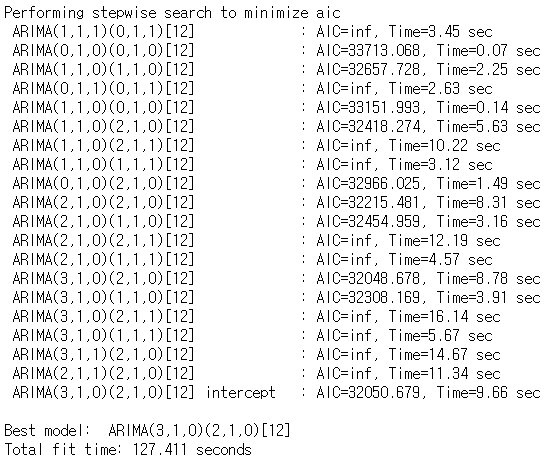 Performing stepwise search to minimize aic
ARIMA(1,1,1)(0,1,1)[12] : AIC=inf, Time=3.45 sec
ARIMA(0,1,0)(0,1,0)[12] : AIC=33713.068, Time=0.07 sec
ARIMA(1,1,0)(1,1,0)[12] : AIC=32657.728, Time=2.25 sec
ARIMA(0,1,1)(0,1,1)[12] : AIC=inf, Time=2.63 sec
ARIMA(1,1,0)(0,1,0)[12] : AIC=33151.993, Time=0.14 sec
ARIMA(1,1,0)(2,1,0)[12] : AIC=32418.274, Time=5.63 sec
ARIMA(1,1,0)(2,1,1)[12] : AIC=inf, Time=10.22 sec
ARIMA(1,1,0)(1,1,1)[12] : AIC=inf, Time=3.12 sec
ARIMA(0,1,0)(2,1,0)[12] : AIC=32966.025, Time=1.49 sec
ARIMA(2,1,0)(2,1,0)[12] : AIC=32215.481, Time=8.31 sec
ARIMA(2,1,0)(1,1,0)[12] : AIC=32454.959, Time=3.16 sec
ARIMA(2,1,0)(2,1,1)[12] : AIC=inf, Time=12.19 sec
ARIMA(2,1,0)(1,1,1)[12] : AIC=inf, Time=4.57 sec
ARIMA(3,1,0)(2,1,0)[12] : AIC=32048.678, Time=8.78 sec
ARIMA(3,1,0)(1,1,0)[12] : AIC=32308.169, Time=3.91 sec
ARIMA(3,1,0)(2,1,1)[12] : AIC=inf, Time=16.14 sec
ARIMA(3,1,0)(1,1,1)[12] : AIC=inf, Time=5.67 sec
ARIMA(3,1,1)(2,1,0)[12] : AIC=inf, Time=14.67 sec
ARIMA(2,1,1)(2,1,0)[12] : AIC=inf, Time=11.34 sec
ARIMA(3,1,0)(2,1,0)[12] intercept : AIC=32050.679, Time=9.66 sec
Best model: ARIMA(3,1,0)(2,1,0)[12]
Total fit time: 127.411 seconds